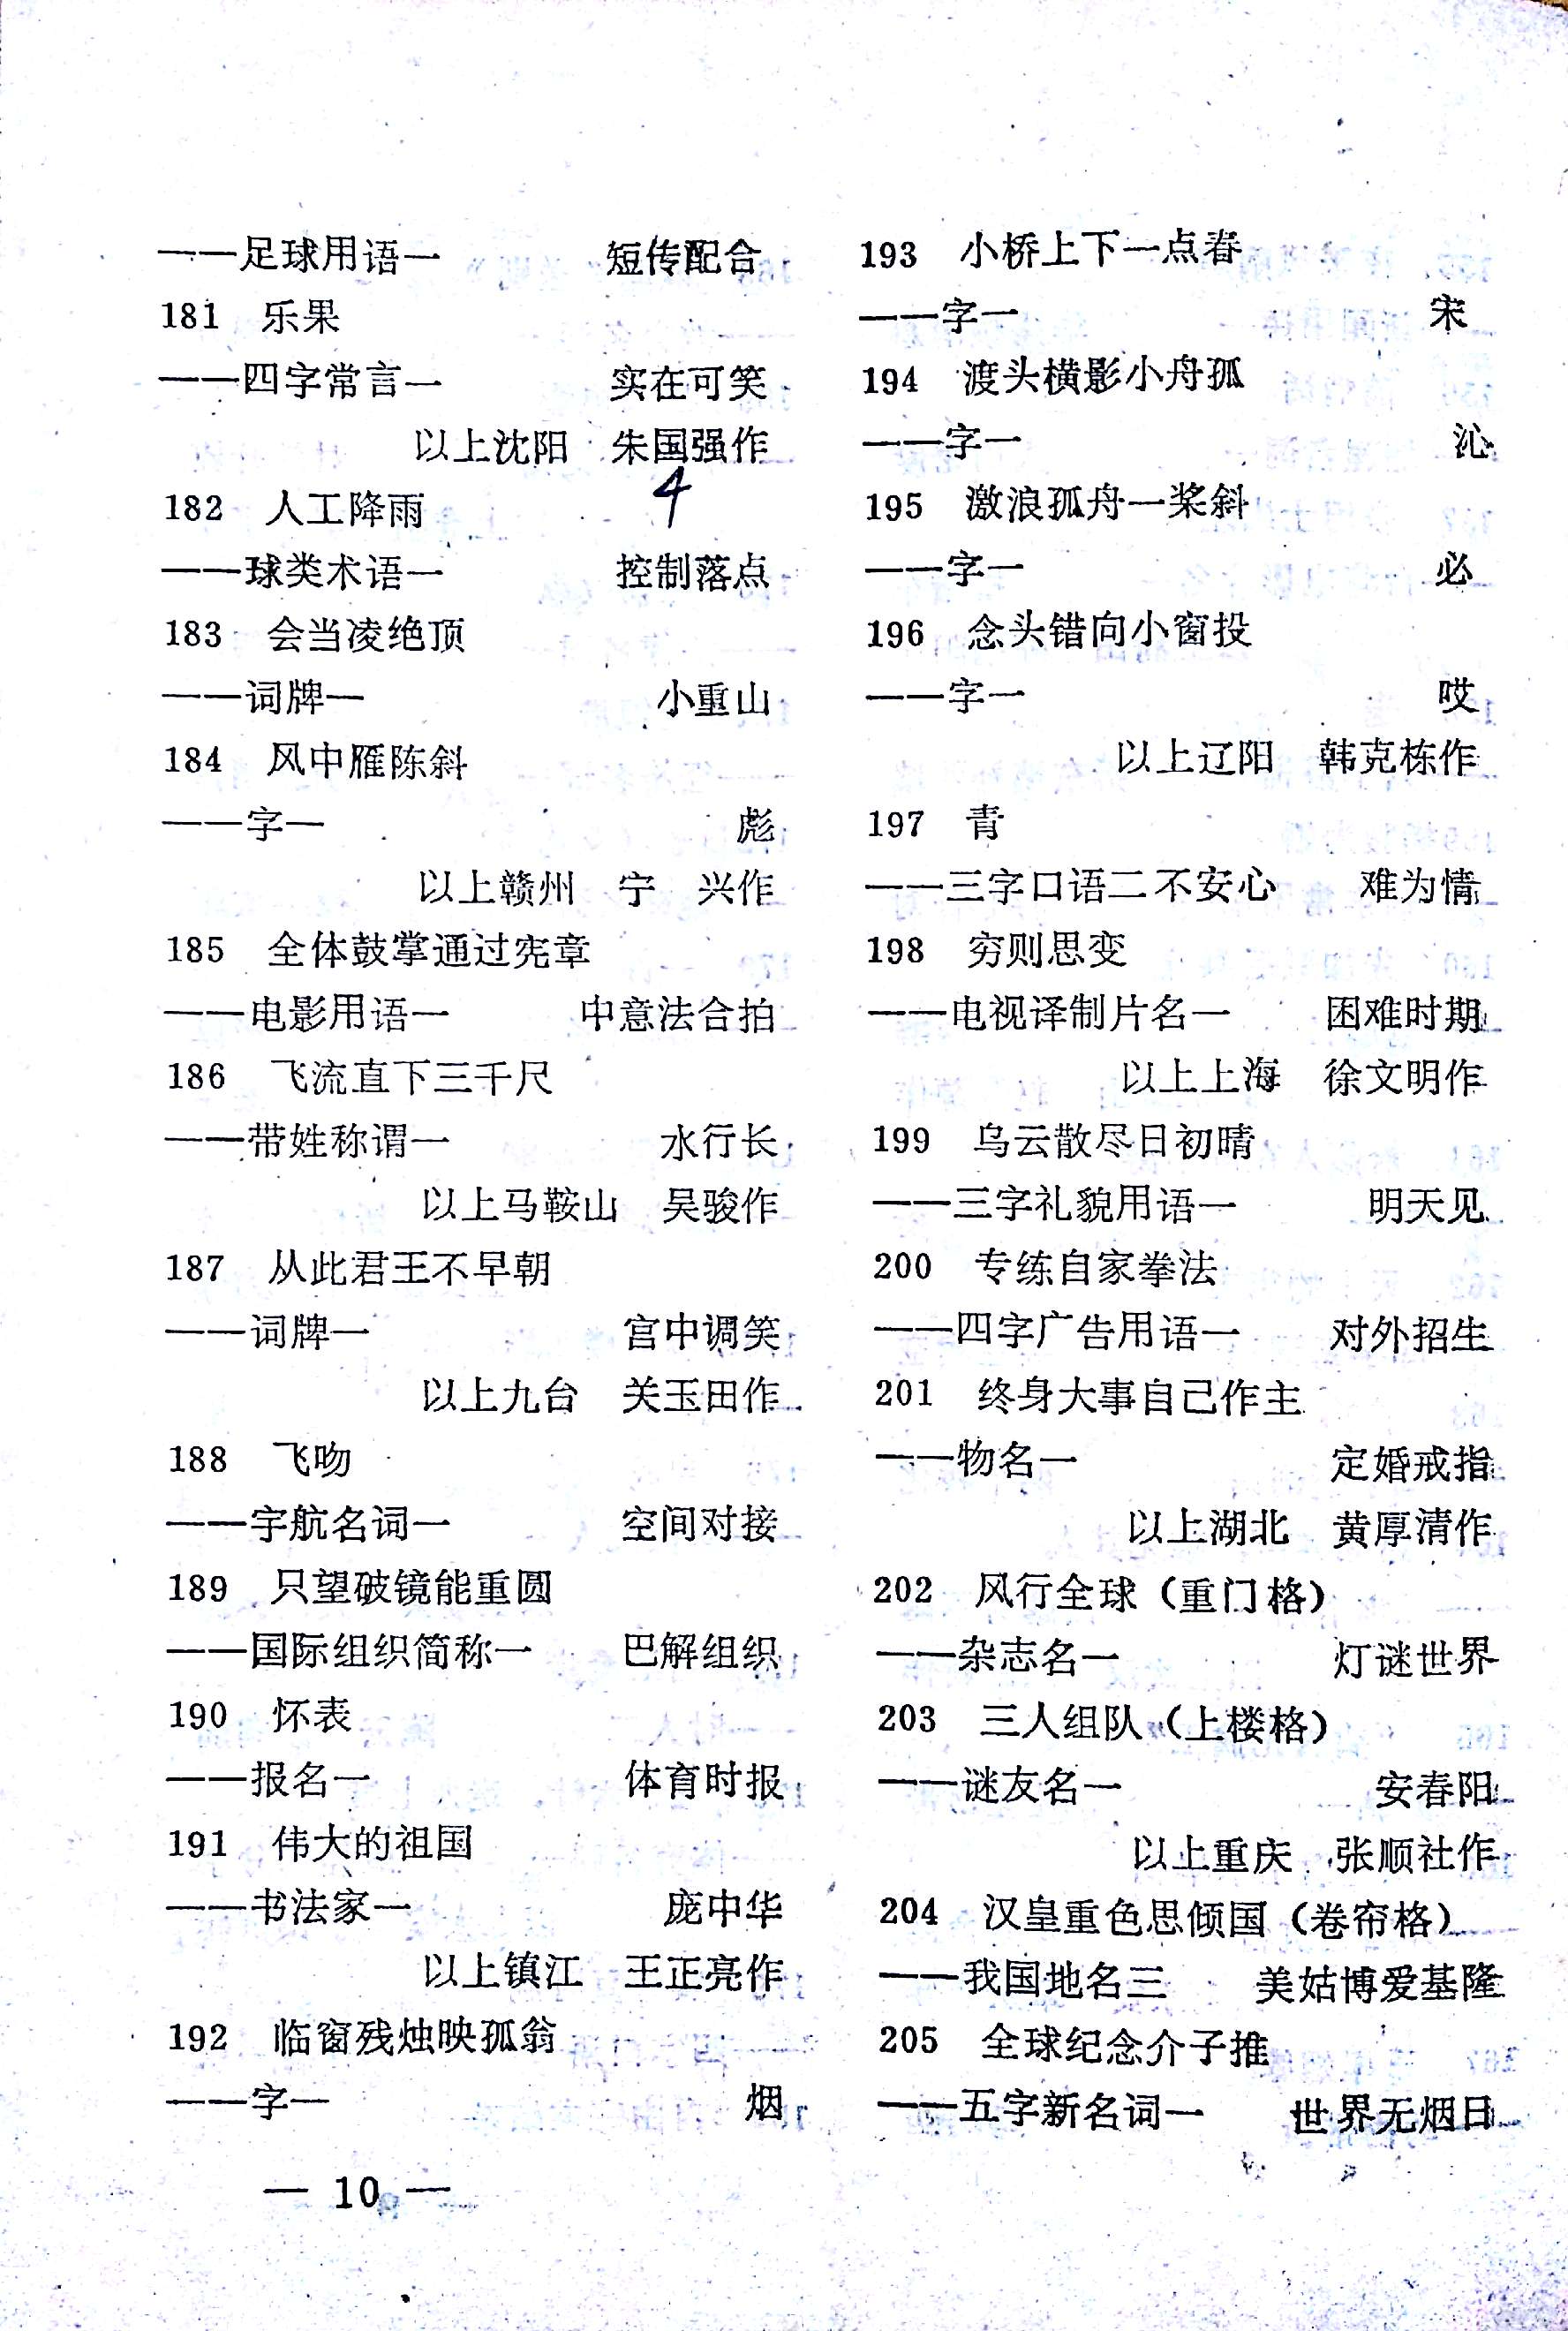 ——足球用语一 短传配合
181 乐果
——四字常言一 实在可笑
以上沈阳 朱国强作
4
182 人工降雨
——球类术语一 控制落点
183 会当凌绝顶
——词牌一 小重山
184 风中雁陈斜
——字一 彪
以上赣州 宁 兴作
185 全体鼓掌通过宪章
——电影用语一 中意法合拍
186 飞流直下三千尺
——带姓称谓一 水行长
以上马鞍山 吴骏作
187 从此君王不早朝
——词牌一 宫中调笑
以上九台 关玉田作
188 飞吻
——宇航名词一 空间对接
189 只望破镜能重圆
——国际组织简称一 巴解组织
190 怀表
——报名一 体育时报
191 伟大的祖国
——书法家一 庞中华
以上镇江 王正亮作
192 临窗残烛映孤翁
——字一 烟
— 10 —
193 小桥上下一点春
——字一 宋
194 渡头横影小舟孤
——字一 沁
195 激浪孤舟一桨斜
——字一 必
196 念头错向小窗投
——字一 哎
以上辽阳 韩克栋作
197 青
——三字口语二不安心 难为情
198 穷则思变
——电视译制片名一 困难时期
以上上海 徐文明作
199 乌云散尽日初晴
——三字礼貌用语一 明天见
200 专练自家拳法
——四字广告用语一 对外招生
201 终身大事自己作主
——物名一 定婚戒指
以上湖北 黄厚清作
202 风行全球（重门格）
——杂志名一 灯谜世界
203 三人组队（上楼格）
——谜友名一 安春阳
以上重庆 张顺社作
204 汉皇重色思倾国（卷帘格）
——我国地名三 美姑博爱基隆
205 全球纪念介子推
——五字新名词一 世界无烟日